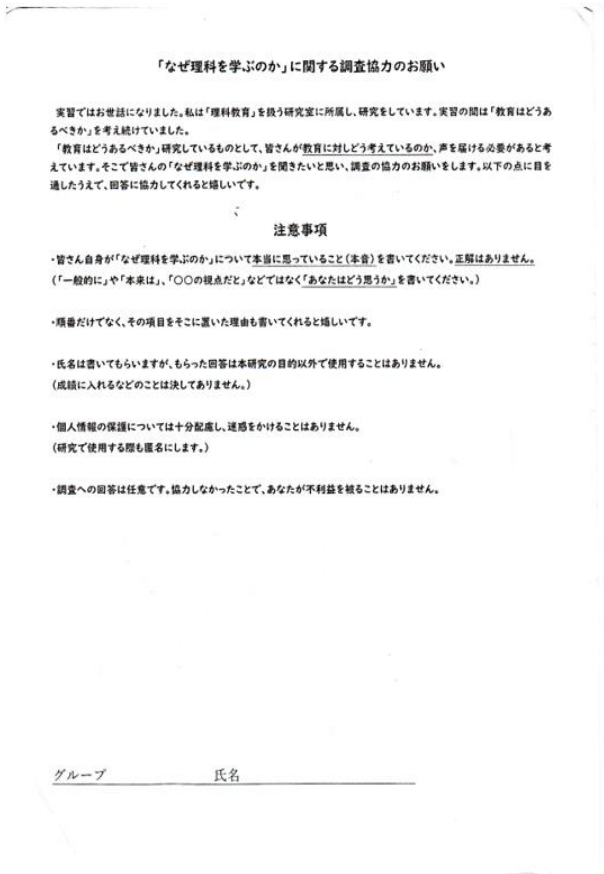 「なぜ理科を学ぶのか」に関する調査協力のお願い
実習ではお世話になりました。私は「理科教育」を扱う研究室に所属し、研究をしています。実習の間は「教育はどうあ
るべきか」を考え続けていました。
「教育はどうあるべきか」研究しているものとして、皆さんが教育に対しどう考えているのか、声を届ける必要があると考
えています。そこで皆さんの「なぜ理科を学ぶのか」を聞きたいと思い、調査の協力のお願いをします。以下の点に目を
通したうえで、回答に協力してくれると嬉しいです。
注意事項
・皆さん自身が「なぜ理科を学ぶのか」について本当に思っていること（本音）を書いてください。正解はありません。
（「一般的に」や「本来は」、「〇〇の視点だと」などではなく「あなたはどう思うか」を書いてください。）
・順番だけでなく、その項目をそこに置いた理由も書いてくれると嬉しいです。
・氏名は書いてもらいますが、もらった回答は本研究の目的以外で使用することはありません。
（成績に入れるなどのことは決してありません。）
・個人情報の保護については十分配慮し、迷惑をかけることはありません。
（研究で使用する際も匿名にします。）
・調査への回答は任意です。協力しなかったことで、あなたが不利益を被ることはありません。
グループ 氏名